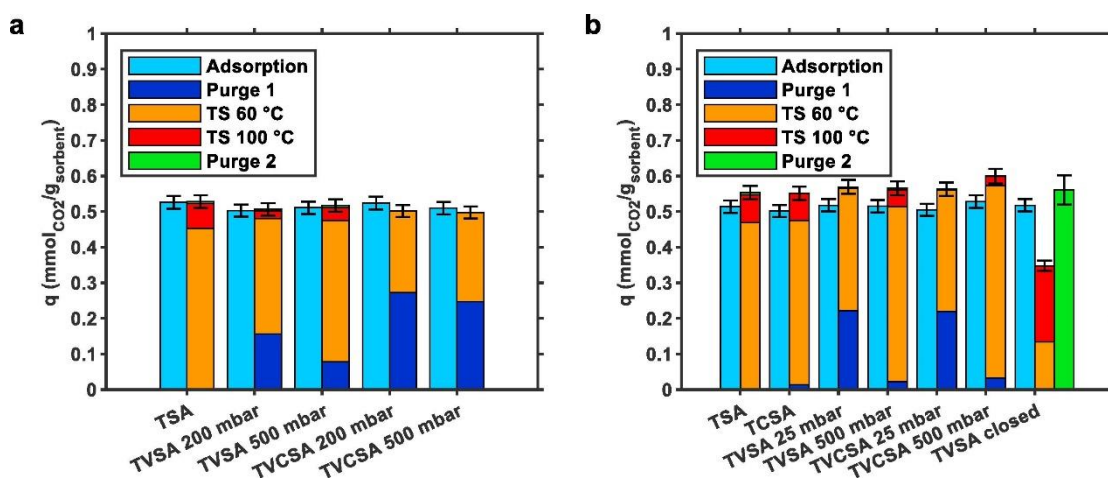 a
q (mmolCO2/gsorbent)
1
0.9
0.8
0.7
0.6
0.5
0.4
0.3
0.2
0.1
0
Adsorption
Purge 1
TS 60 °C
TS 100 °C
Purge 2
TSA
TVSA 200 mbar
TVSA 500 mbar
TVCSA 200 mbar
TVCSA 500 mbar
b
q (mmolCO2/gsorbent)
1
0.9
0.8
0.7
0.6
0.5
0.4
0.3
0.2
0.1
0
Adsorption
Purge 1
TS 60 °C
TS 100 °C
Purge 2
TSA
TCSA
TVSA 25 mbar
TVSA 500 mbar
TVCSA 25 mbar
TVCSA 500 mbar
TVSA closed